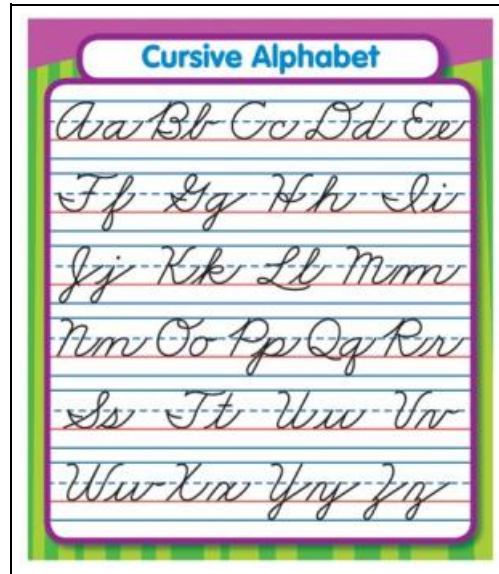 Cursive Alphabet
Aa Bb Cc Dd Ee
Ff Gg Hh Ii
Jj Kk Ll Mm
Nn Oo Pp Qq Rr
Ss Tt Uu Vv
Ww Xx Yy Zz